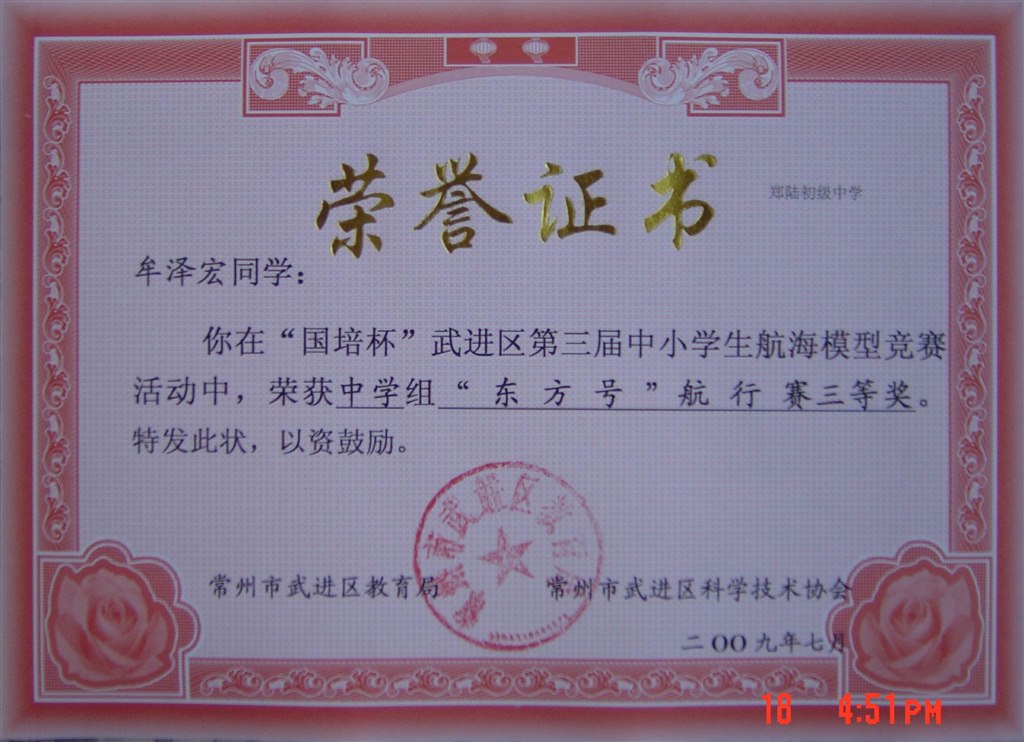 荣誉证书
郑陆初级中学
牟泽宏同学：
你在“国培杯”武进区第三届中小学生航海模型竞赛
活动中，荣获中学组“东方号”航行赛三等奖。
特发此状，以资鼓励。
常州市武进区教育局
常州市武进区科学技术协会
二OO九年七月
18 4:51PM